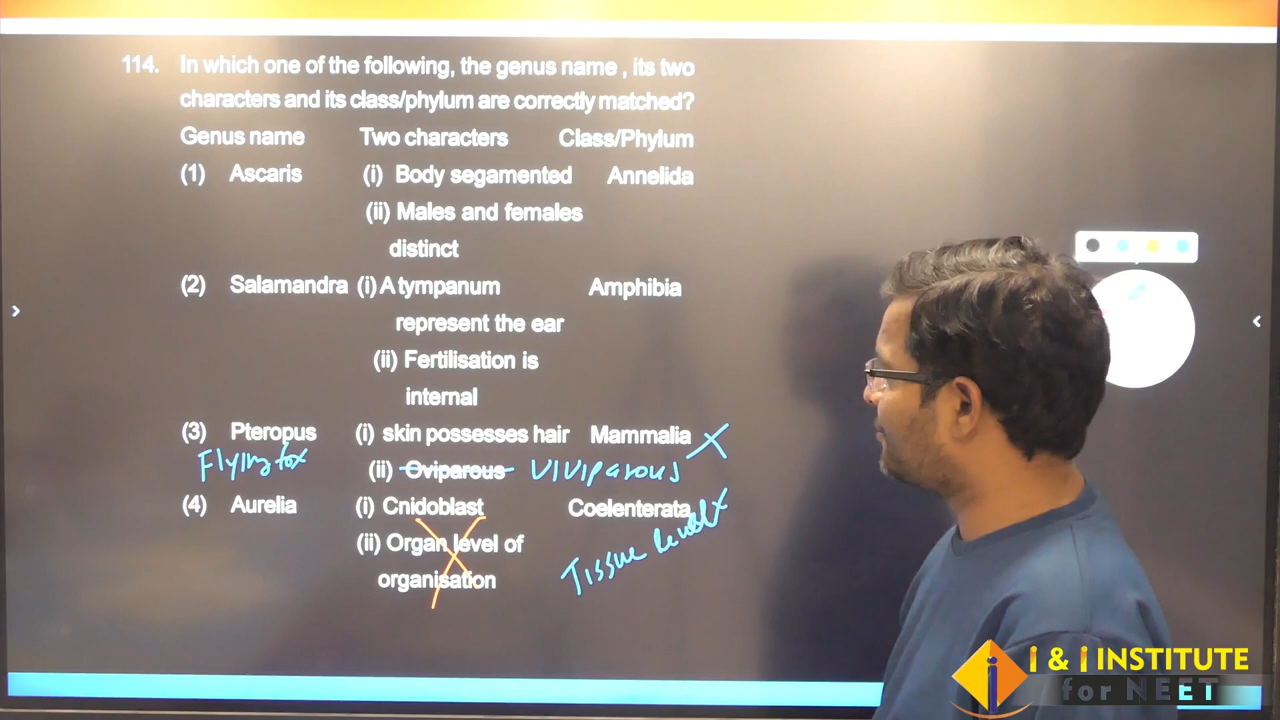 114. In which one of the following, the genus name , its two
characters and its class/phylum are correctly matched?
Genus name Two characters Class/Phylum
(1) Ascaris (i) Body segamented Annelida
(ii) Males and females
distinct
(2) Salamandra (i) A tympanum Amphibia
represent the ear
(ii) Fertilisation is
internal
(3) Pteropus (i) skin possesses hair Mammalia X
Flying fox (ii) Oviparous Viviparous
(4) Aurelia (i) Cnidoblast Coelenterata X
(ii) Organ level of Tissue level
organisation
i & i INSTITUTE
for NEET